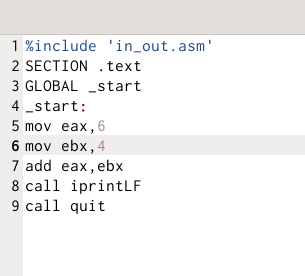 1 %include 'in_out.asm'
2 SECTION .text
3 GLOBAL _start
4 _start:
5 mov eax,6
6 mov ebx,4
7 add eax,ebx
8 call iprintLF
9 call quit